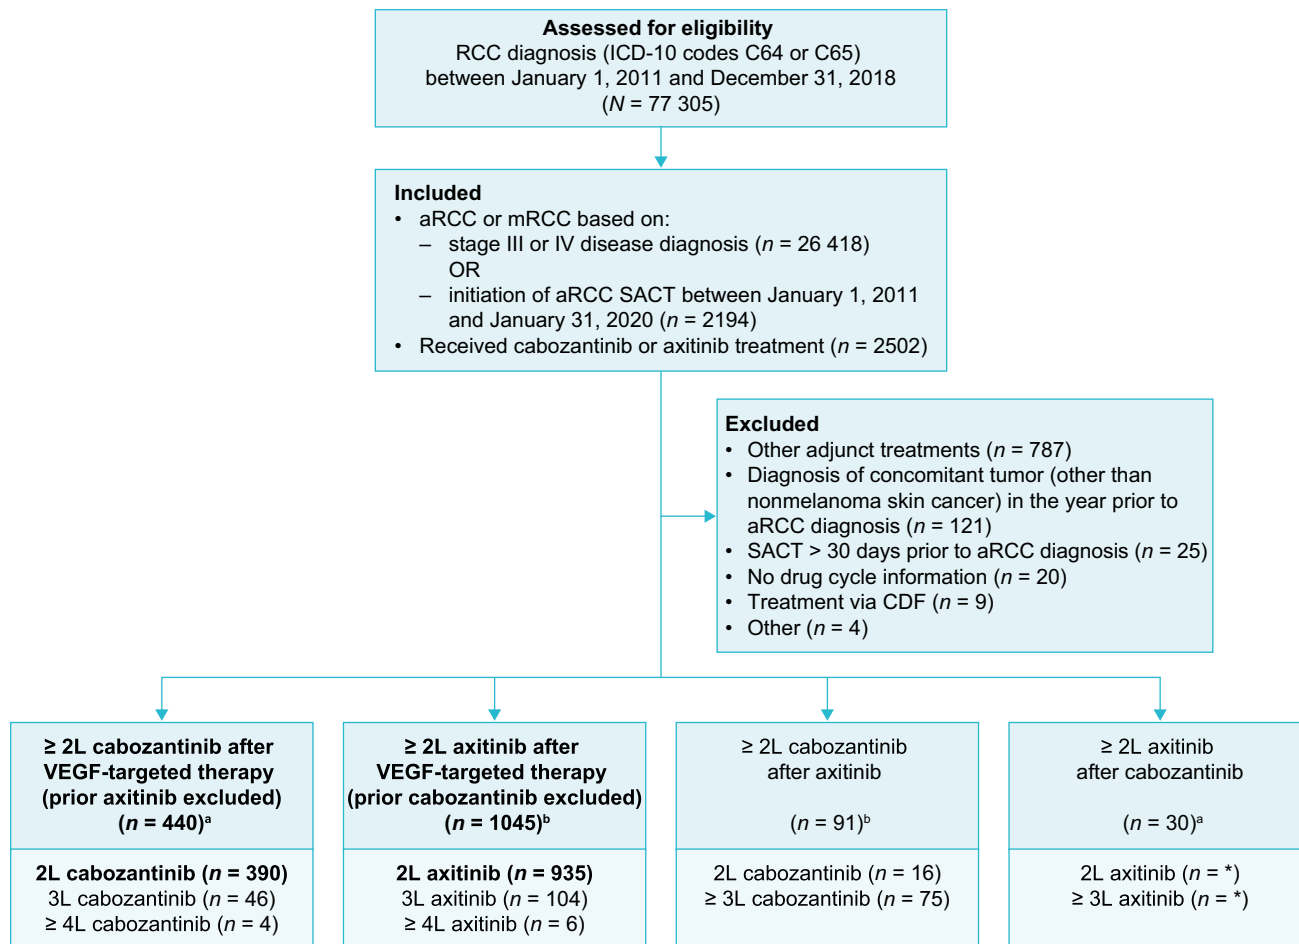 Assessed for eligibility
RCC diagnosis (ICD-10 codes C64 or C65)
between January 1, 2011 and December 31, 2018
(N = 77 305)
Included
• aRCC or mRCC based on:
– stage III or IV disease diagnosis (n = 26 418)
OR
– initiation of aRCC SACT between January 1, 2011
and January 31, 2020 (n = 2194)
• Received cabozantinib or axitinib treatment (n = 2502)
Excluded
• Other adjunct treatments (n = 787)
• Diagnosis of concomitant tumor (other than
nonmelanoma skin cancer) in the year prior to
aRCC diagnosis (n = 121)
• SACT > 30 days prior to aRCC diagnosis (n = 25)
• No drug cycle information (n = 20)
• Treatment via CDF (n = 9)
• Other (n = 4)
≥ 2L cabozantinib after
VEGF-targeted therapy
(prior axitinib excluded)
(n = 440)ᵃ
2L cabozantinib (n = 390)
3L cabozantinib (n = 46)
≥ 4L cabozantinib (n = 4)
≥ 2L axitinib after
VEGF-targeted therapy
(prior cabozantinib excluded)
(n = 1045)ᵇ
2L axitinib (n = 935)
3L axitinib (n = 104)
≥ 4L axitinib (n = 6)
≥ 2L cabozantinib
after axitinib
(n = 91)ᵇ
2L cabozantinib (n = 16)
≥ 3L cabozantinib (n = 75)
≥ 2L axitinib
after cabozantinib
(n = 30)ᵃ
2L axitinib (n = *)
≥ 3L axitinib (n = *)